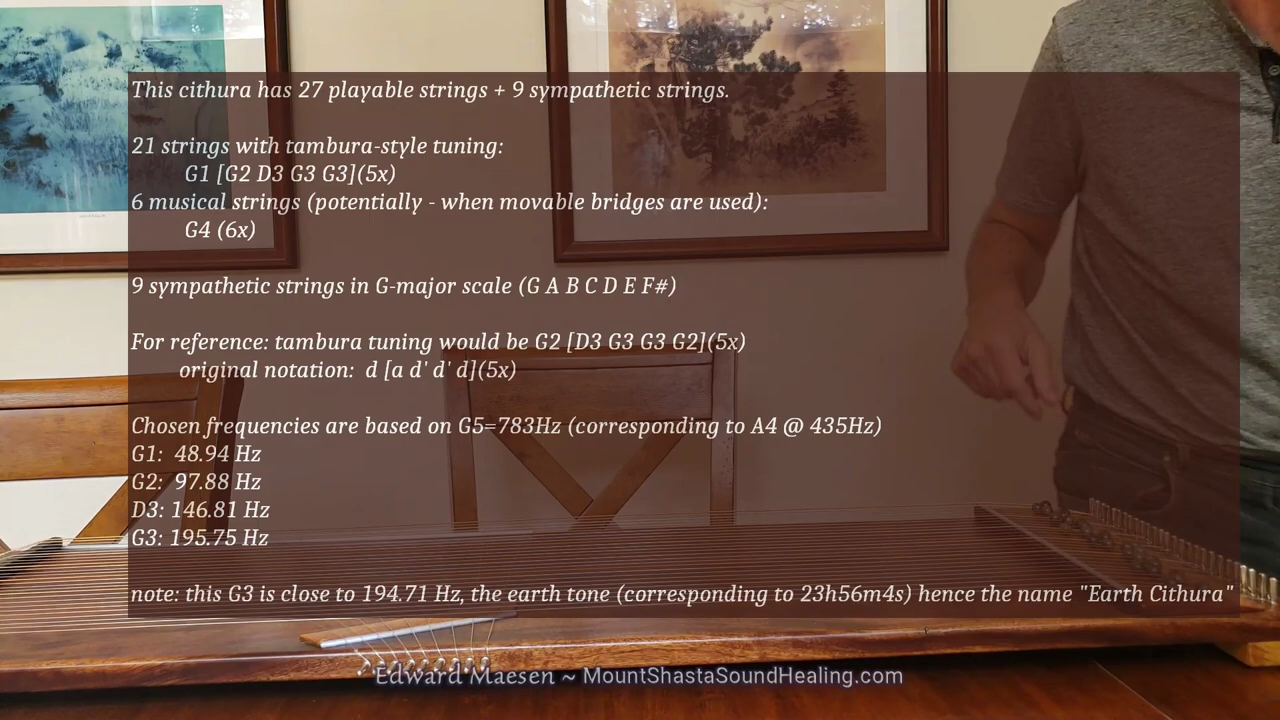 This cithura has 27 playable strings + 9 sympathetic strings.
21 strings with tambura-style tuning:
G1 [G2 D3 G3 G3](5x)
6 musical strings (potentially - when movable bridges are used):
G4 (6x)
9 sympathetic strings in G-major scale (G A B C D E F#)
For reference: tambura tuning would be G2 [D3 G3 G3 G2](5x)
original notation:  d [a d' d' d](5x)
Chosen frequencies are based on G5=783Hz (corresponding to A4 @ 435Hz)
G1:  48.94 Hz
G2:  97.88 Hz
D3: 146.81 Hz
G3: 195.75 Hz
note: this G3 is close to 194.71 Hz, the earth tone (corresponding to 23h56m4s) hence the name "Earth Cithura"
Edward Maesen ~ MountShastaSoundHealing.com